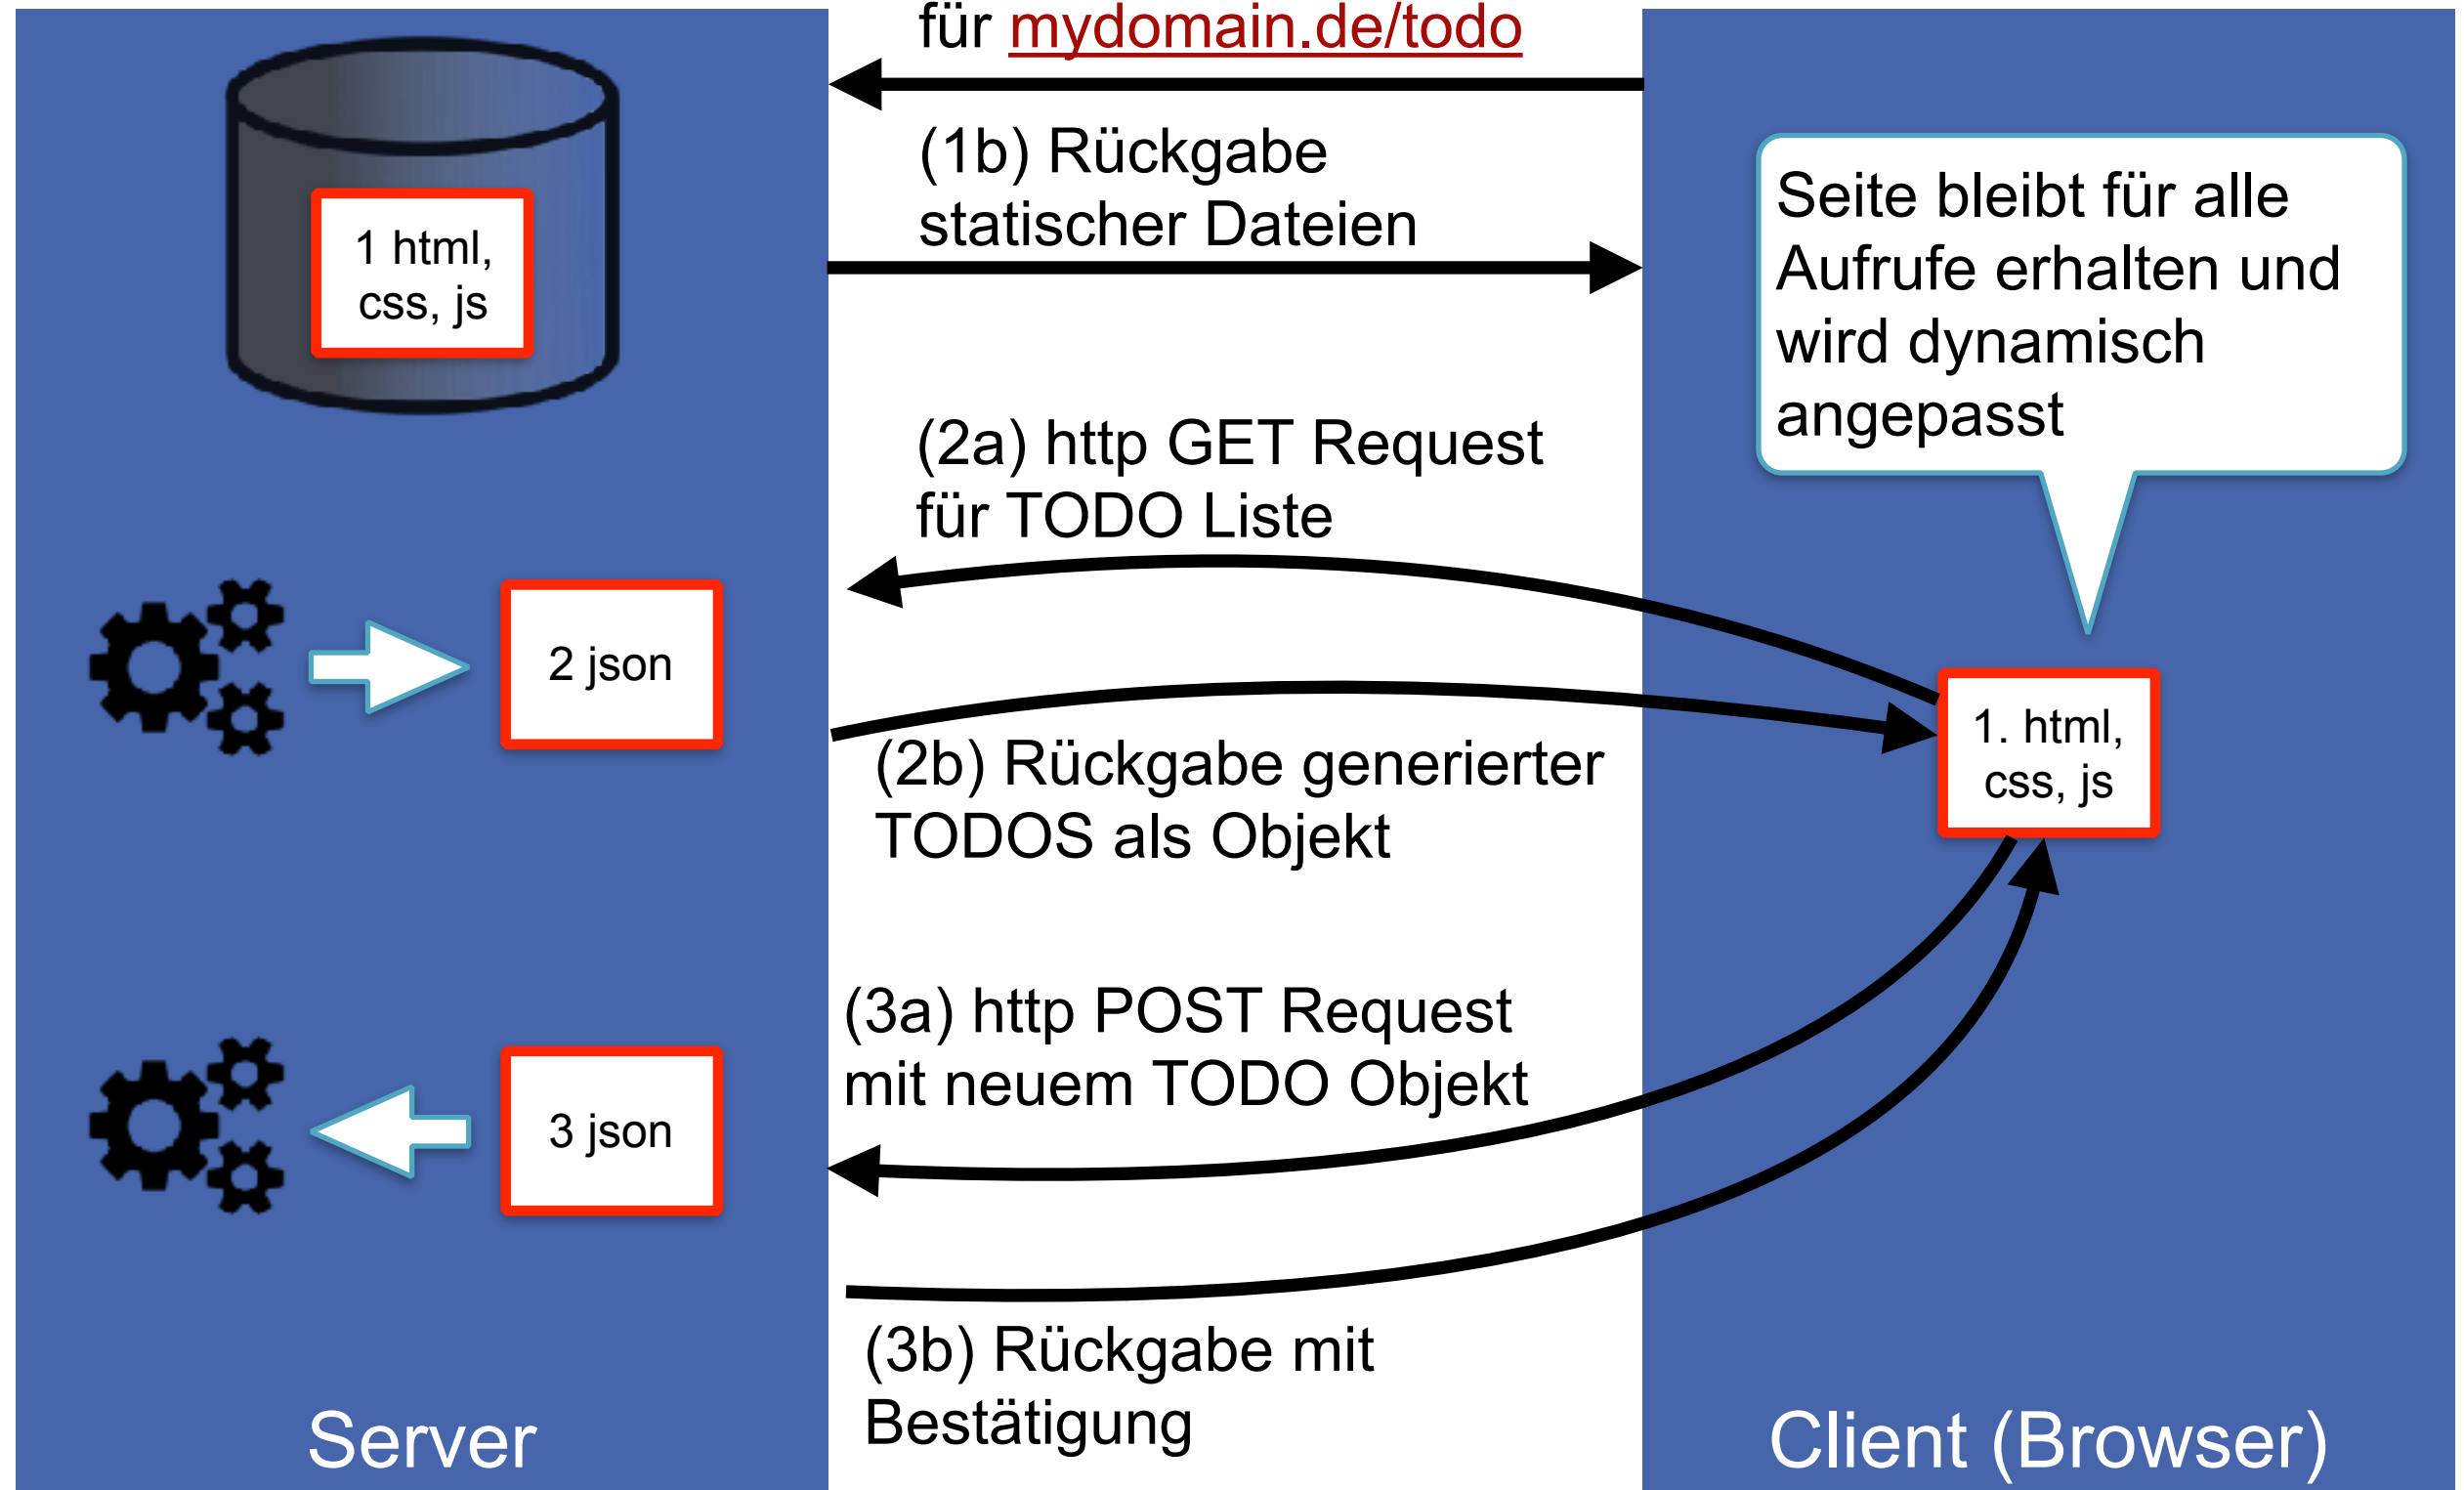 für mydomain.de/todo
(1b) Rückgabe
statischer Dateien
1 html,
css, js
Seite bleibt für alle
Aufrufe erhalten und
wird dynamisch
angepasst
(2a) http GET Request
für TODO Liste
2 json
1. html,
css, js
(2b) Rückgabe generierter
TODOS als Objekt
(3a) http POST Request
mit neuem TODO Objekt
3 json
(3b) Rückgabe mit
Bestätigung
Server
Client (Browser)